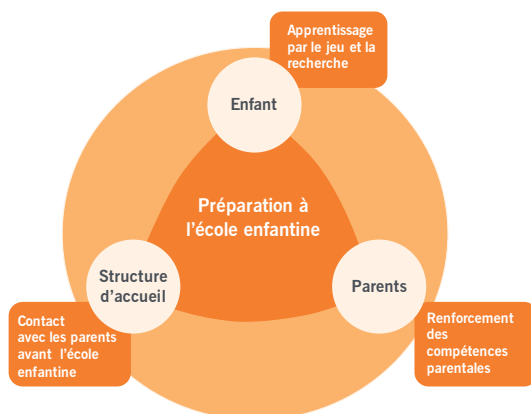 Apprentissage
par le jeu et la
recherche
Enfant
Préparation à
l'école enfantine
Structure
d'accueil
Parents
Contact
avec les parents
avant l'école
enfantine
Renforcement
des
compétences
parentales